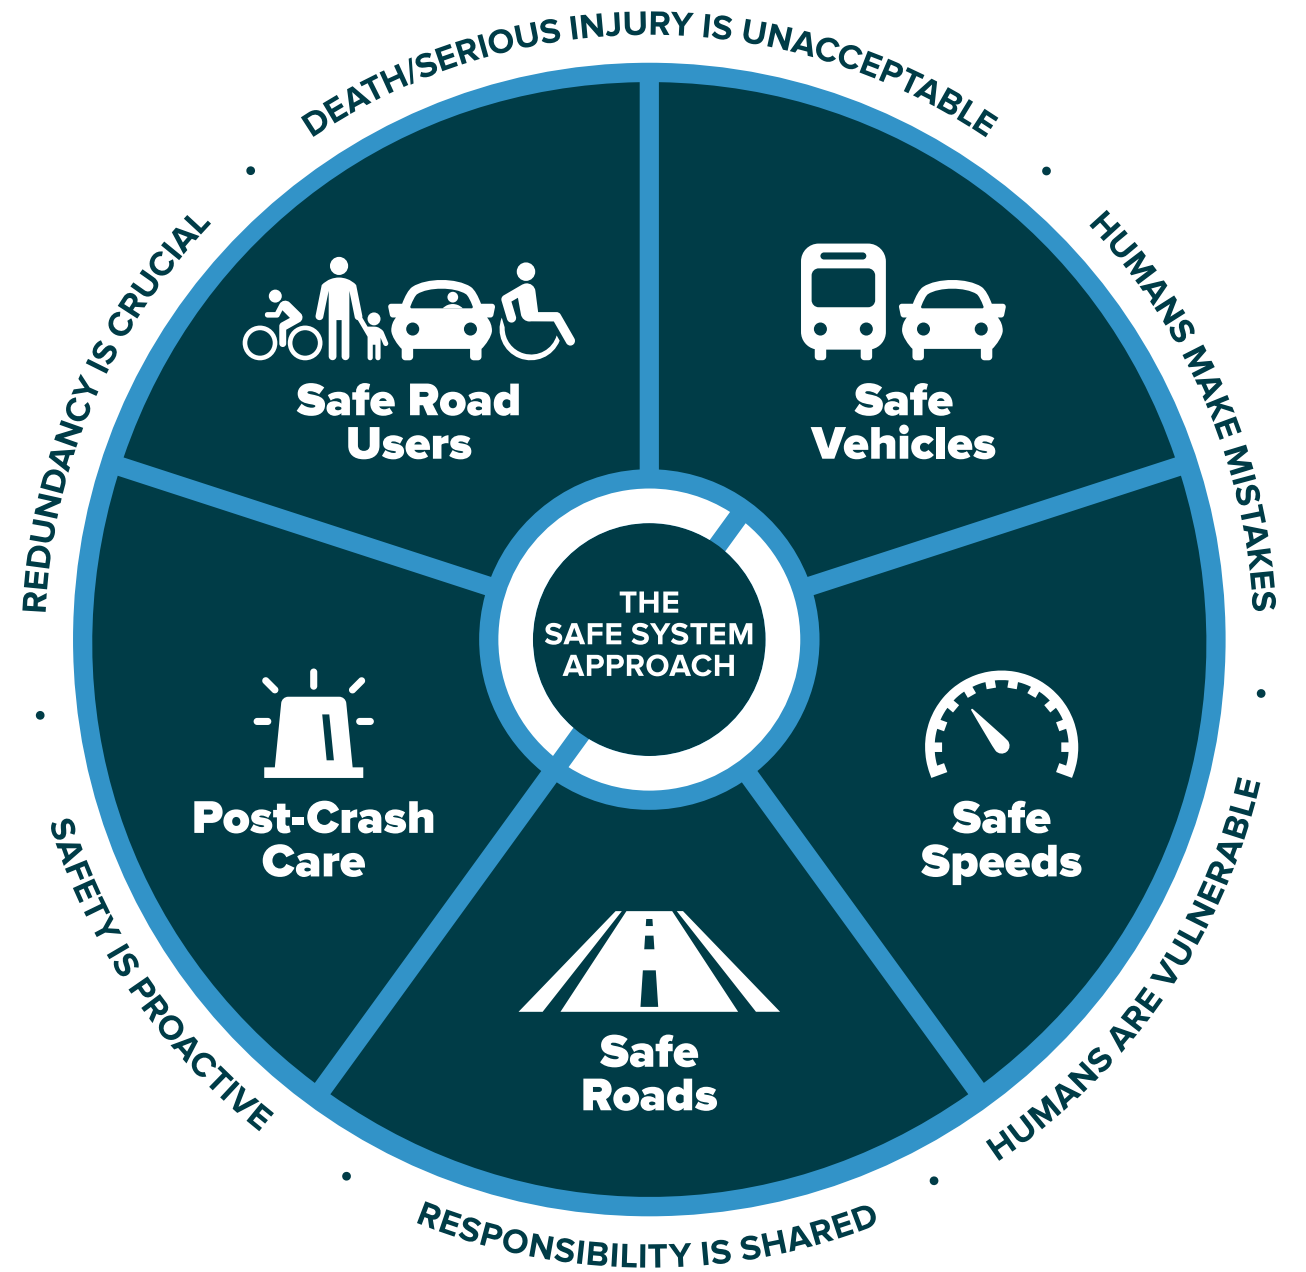 DEATH/SERIOUS INJURY IS UNACCEPTABLE
HUMANS MAKE MISTAKES
HUMANS ARE VULNERABLE
RESPONSIBILITY IS SHARED
SAFETY IS PROACTIVE
REDUNDANCY IS CRUCIAL
Safe Road
Users
Safe
Vehicles
Safe
Speeds
Safe
Roads
Post-Crash
Care
THE
SAFE SYSTEM
APPROACH